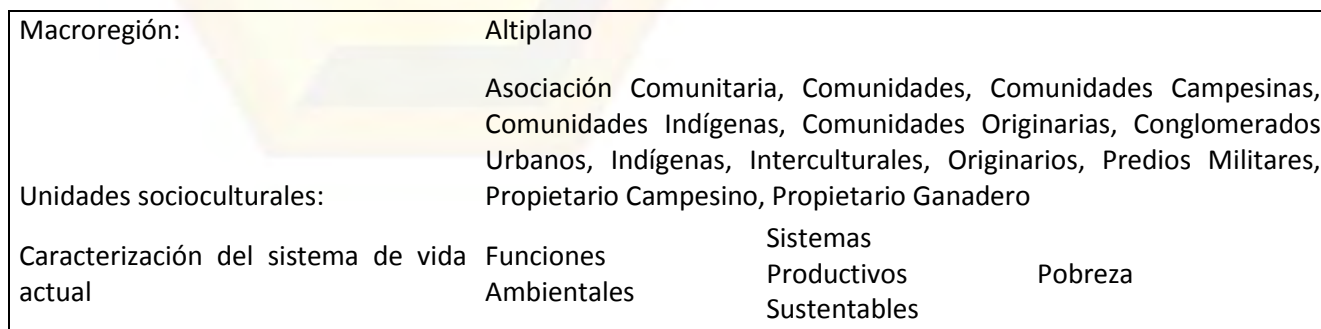 Macroregión: Altiplano
Asociación Comunitaria, Comunidades, Comunidades Campesinas,
Comunidades Indígenas, Comunidades Originarias, Conglomerados
Urbanos, Indígenas, Interculturales, Originarios, Predios Militares,
Unidades socioculturales: Propietario Campesino, Propietario Ganadero
Caracterización del sistema de vida actual
Funciones Ambientales
Sistemas Productivos Sustentables
Pobreza